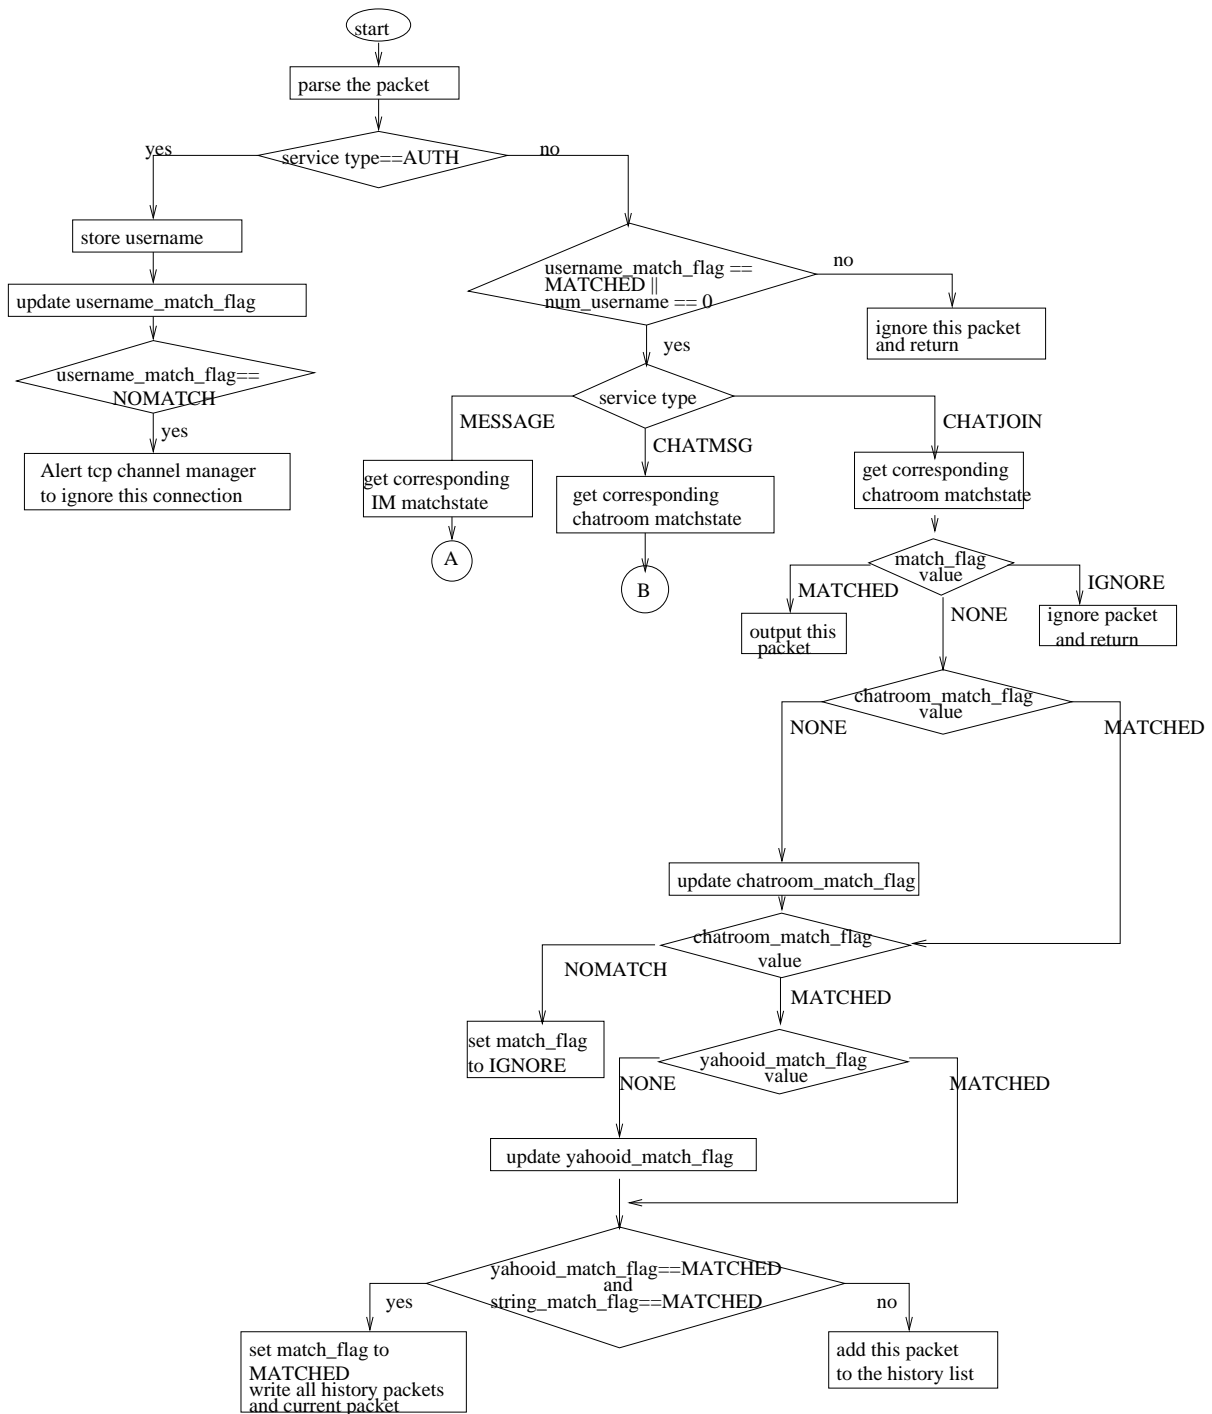 start
parse the packet
yes
service type==AUTH
no
store username
update username_match_flag
username_match_flag==
NOMATCH
yes
Alert tcp channel manager
to ignore this connection
username_match_flag ==
MATCHED ||
num_username == 0
no
ignore this packet
and return
yes
service type
MESSAGE
CHATMSG
CHATJOIN
get corresponding
IM matchstate
A
get corresponding
chatroom matchstate
B
get corresponding
chatroom matchstate
match_flag
value
MATCHED
IGNORE
NONE
output this
packet
ignore packet
and return
chatroom_match_flag
value
NONE
MATCHED
update chatroom_match_flag
chatroom_match_flag
value
NOMATCH
MATCHED
set match_flag
to IGNORE
yahooid_match_flag
value
NONE
MATCHED
update yahooid_match_flag
yahooid_match_flag==MATCHED
and
string_match_flag==MATCHED
yes
no
set match_flag to
MATCHED
write all history packets
and current packet
add this packet
to the history list